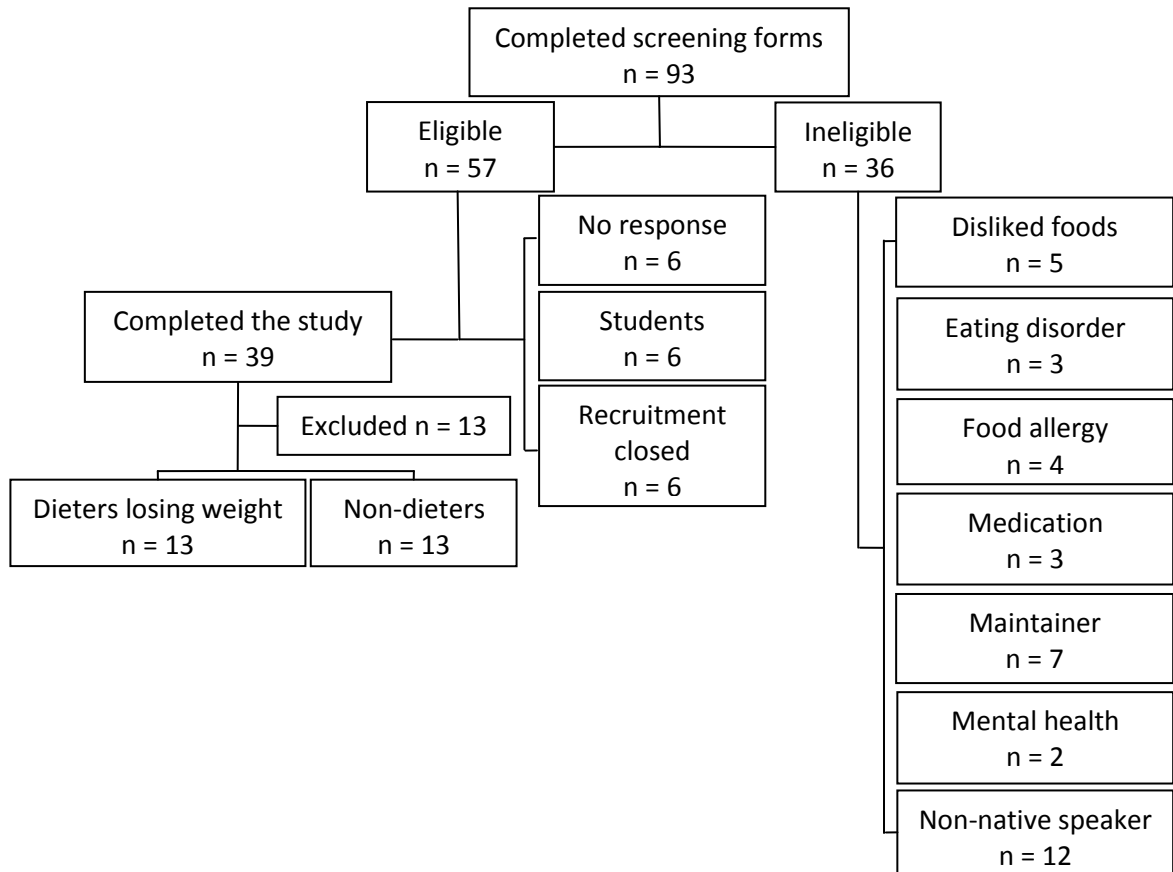 Completed screening forms
n = 93
Eligible
n = 57
Ineligible
n = 36
No response
n = 6
Students
n = 6
Recruitment
closed
n = 6
Completed the study
n = 39
Excluded n = 13
Dieters losing weight
n = 13
Non-dieters
n = 13
Disliked foods
n = 5
Eating disorder
n = 3
Food allergy
n = 4
Medication
n = 3
Maintainer
n = 7
Mental health
n = 2
Non-native speaker
n = 12